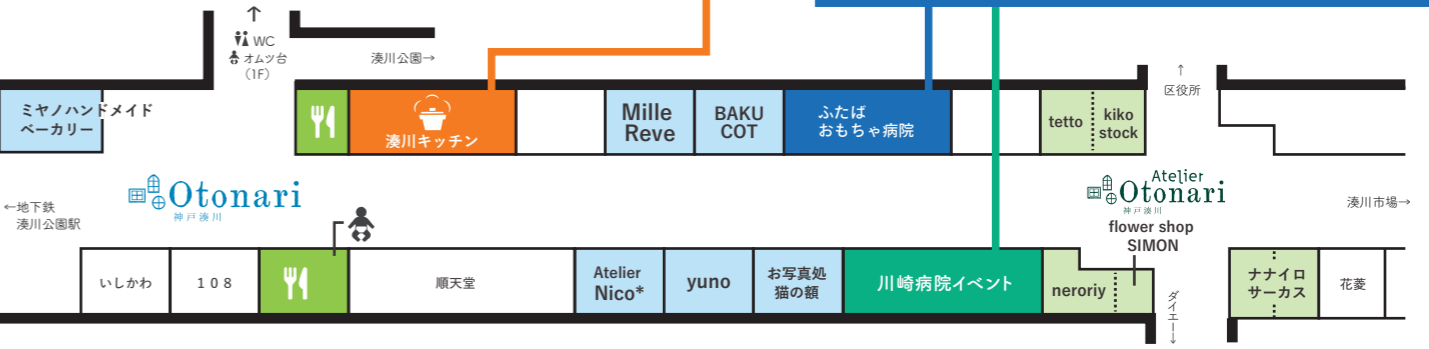 ↑
WC
オムツ台
（1F）
湊川公園→
↑
区役所
ミヤノハンドメイド
ベーカリー
湊川キッチン
Mille
Reve
BAKU
COT
ふたば
おもちゃ病院
tetto
kiko
stock
←地下鉄
湊川公園駅
Otonari
神戸湊川
Atelier
Otonari
神戸湊川
flower shop
SIMON
湊川市場→
いしかわ
108
順天堂
Atelier
Nico*
yuno
お写真処
猫の額
川崎病院イベント
neroriy
ダイエー→
ナナイロ
サーカス
花菱